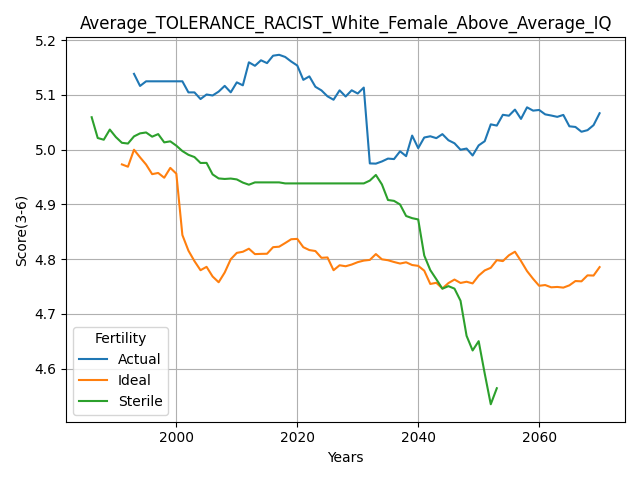 Average_TOLERANCE_RACIST_White_Female_Above_Average_IQ
5.2
5.1
5.0
4.9
4.8
4.7
4.6
Score(3-6)
Fertility
Actual
Ideal
Sterile
2000
2020
2040
2060
Years